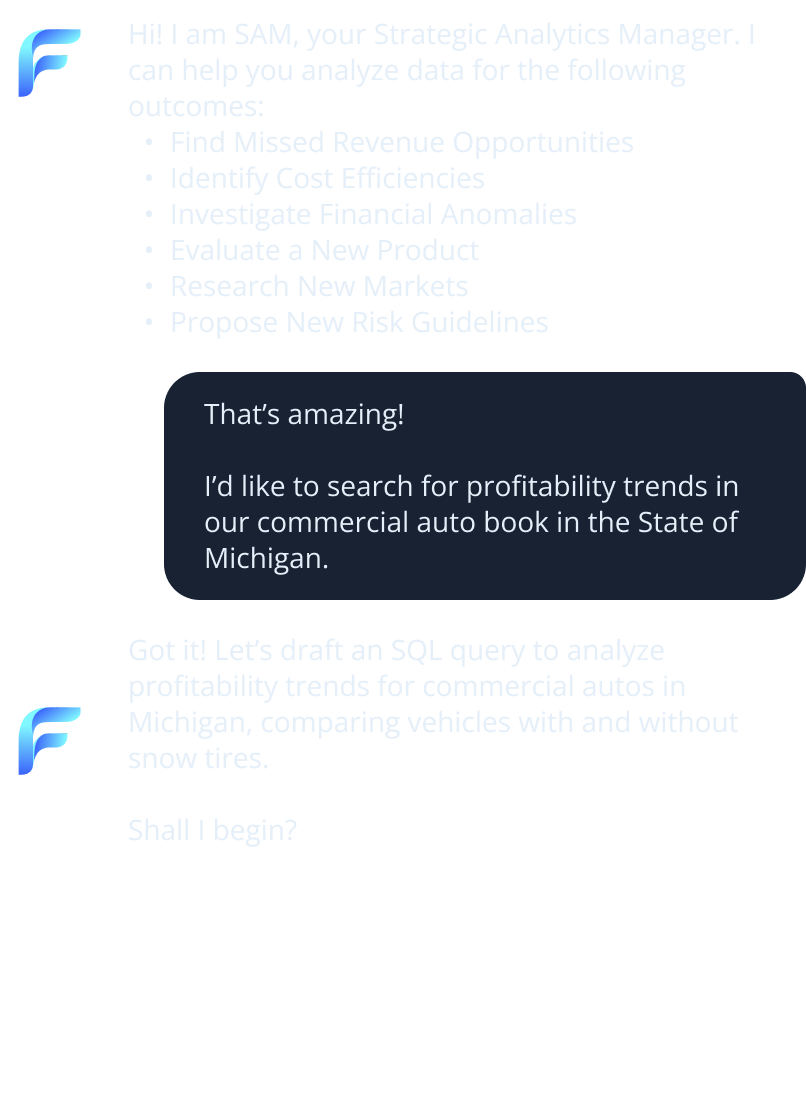 Hi! I am SAM, your Strategic Analytics Manager. I
can help you analyze data for the following
outcomes:
• Find Missed Revenue Opportunities
• Identify Cost Efficiencies
• Investigate Financial Anomalies
• Evaluate a New Product
• Research New Markets
• Propose New Risk Guidelines
That’s amazing!
I’d like to search for profitability trends in
our commercial auto book in the State of
Michigan.
Got it! Let’s draft an SQL query to analyze
profitability trends for commercial autos in
Michigan, comparing vehicles with and without
snow tires.
Shall I begin?